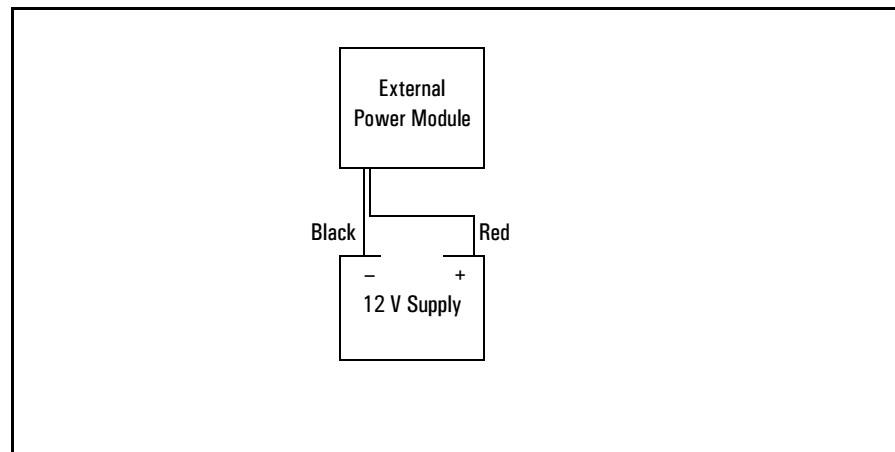 External
Power Module
Black
Red
– +
12 V Supply